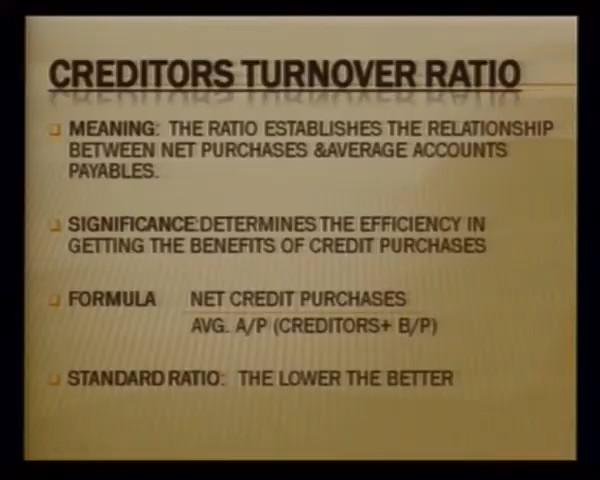 CREDITORS TURNOVER RATIO
MEANING: THE RATIO ESTABLISHES THE RELATIONSHIP
BETWEEN NET PURCHASES &AVERAGE ACCOUNTS
PAYABLES.
SIGNIFICANCE:DETERMINES THE EFFICIENCY IN
GETTING THE BENEFITS OF CREDIT PURCHASES
FORMULA NET CREDIT PURCHASES
AVG. A/P (CREDITORS+ B/P)
STANDARD RATIO: THE LOWER THE BETTER